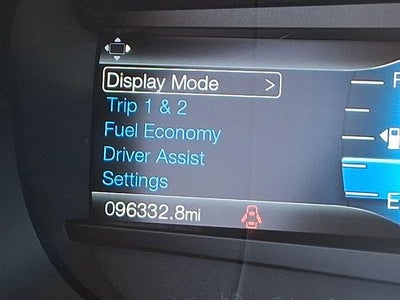 Display Mode >
Trip 1 & 2
Fuel Economy
Driver Assist
Settings
096332.8mi
F
E